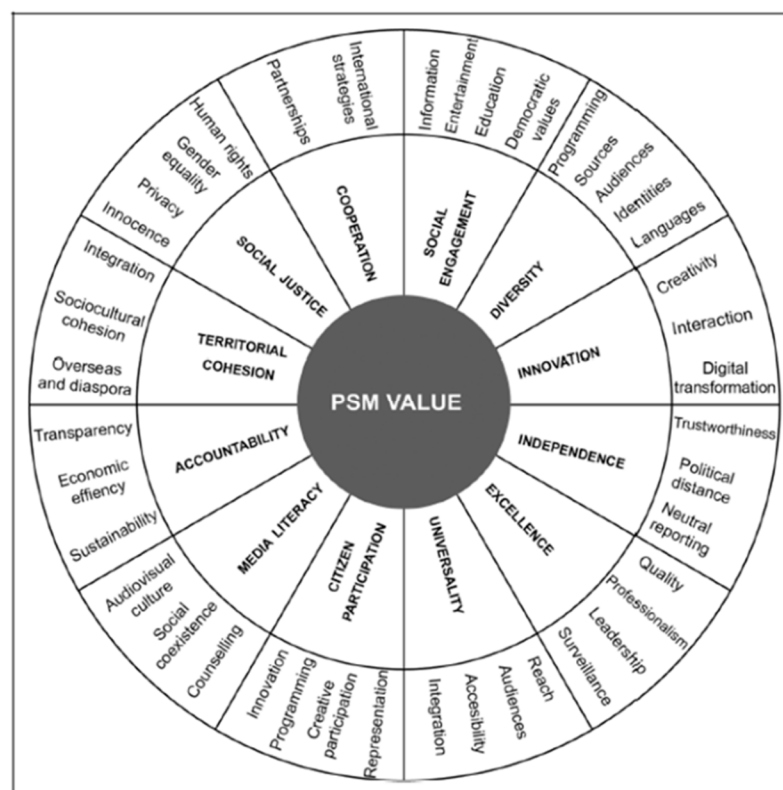 PSM VALUE
SOCIAL
ENGAGEMENT
Information
Entertainment
Education
Democratic
values
DIVERSITY
Programming
Sources
Audiences
Identities
Languages
INNOVATION
Creativity
Interaction
Digital
transformation
INDEPENDENCE
Trustworthiness
Political
distance
Neutral
reporting
EXCELLENCE
Quality
Professionalism
Leadership
Surveillance
UNIVERSALITY
Reach
Audiences
Accesibility
Integration
CITIZEN
PARTICIPATION
Innovation
Programming
Creative
participation
Representation
MEDIA LITERACY
Audiovisual
culture
Social
coexistence
Counselling
ACCOUNTABILITY
Transparency
Economic
effiency
Sustainability
TERRITORIAL
COHESION
Integration
Sociocultural
cohesion
Overseas
and diaspora
SOCIAL JUSTICE
Human rights
Gender
equality
Privacy
Innocence
COOPERATION
Partnerships
International
strategies